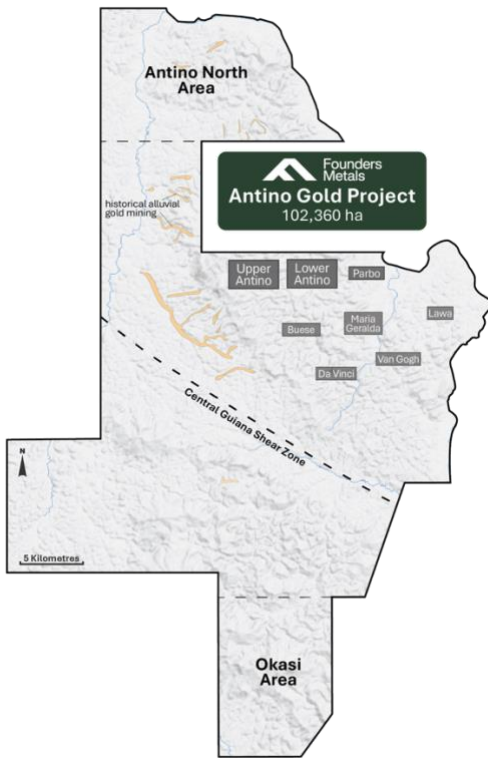 Antino North
Area
Founders
Metals
Antino Gold Project
102,360 ha
historical alluvial
gold mining
Upper
Antino
Lower
Antino
Parbo
Lawa
Maria
Geralda
Buese
Van Gogh
Da Vinci
Central Guiana Shear Zone
N
5 Kilometres
Okasi
Area